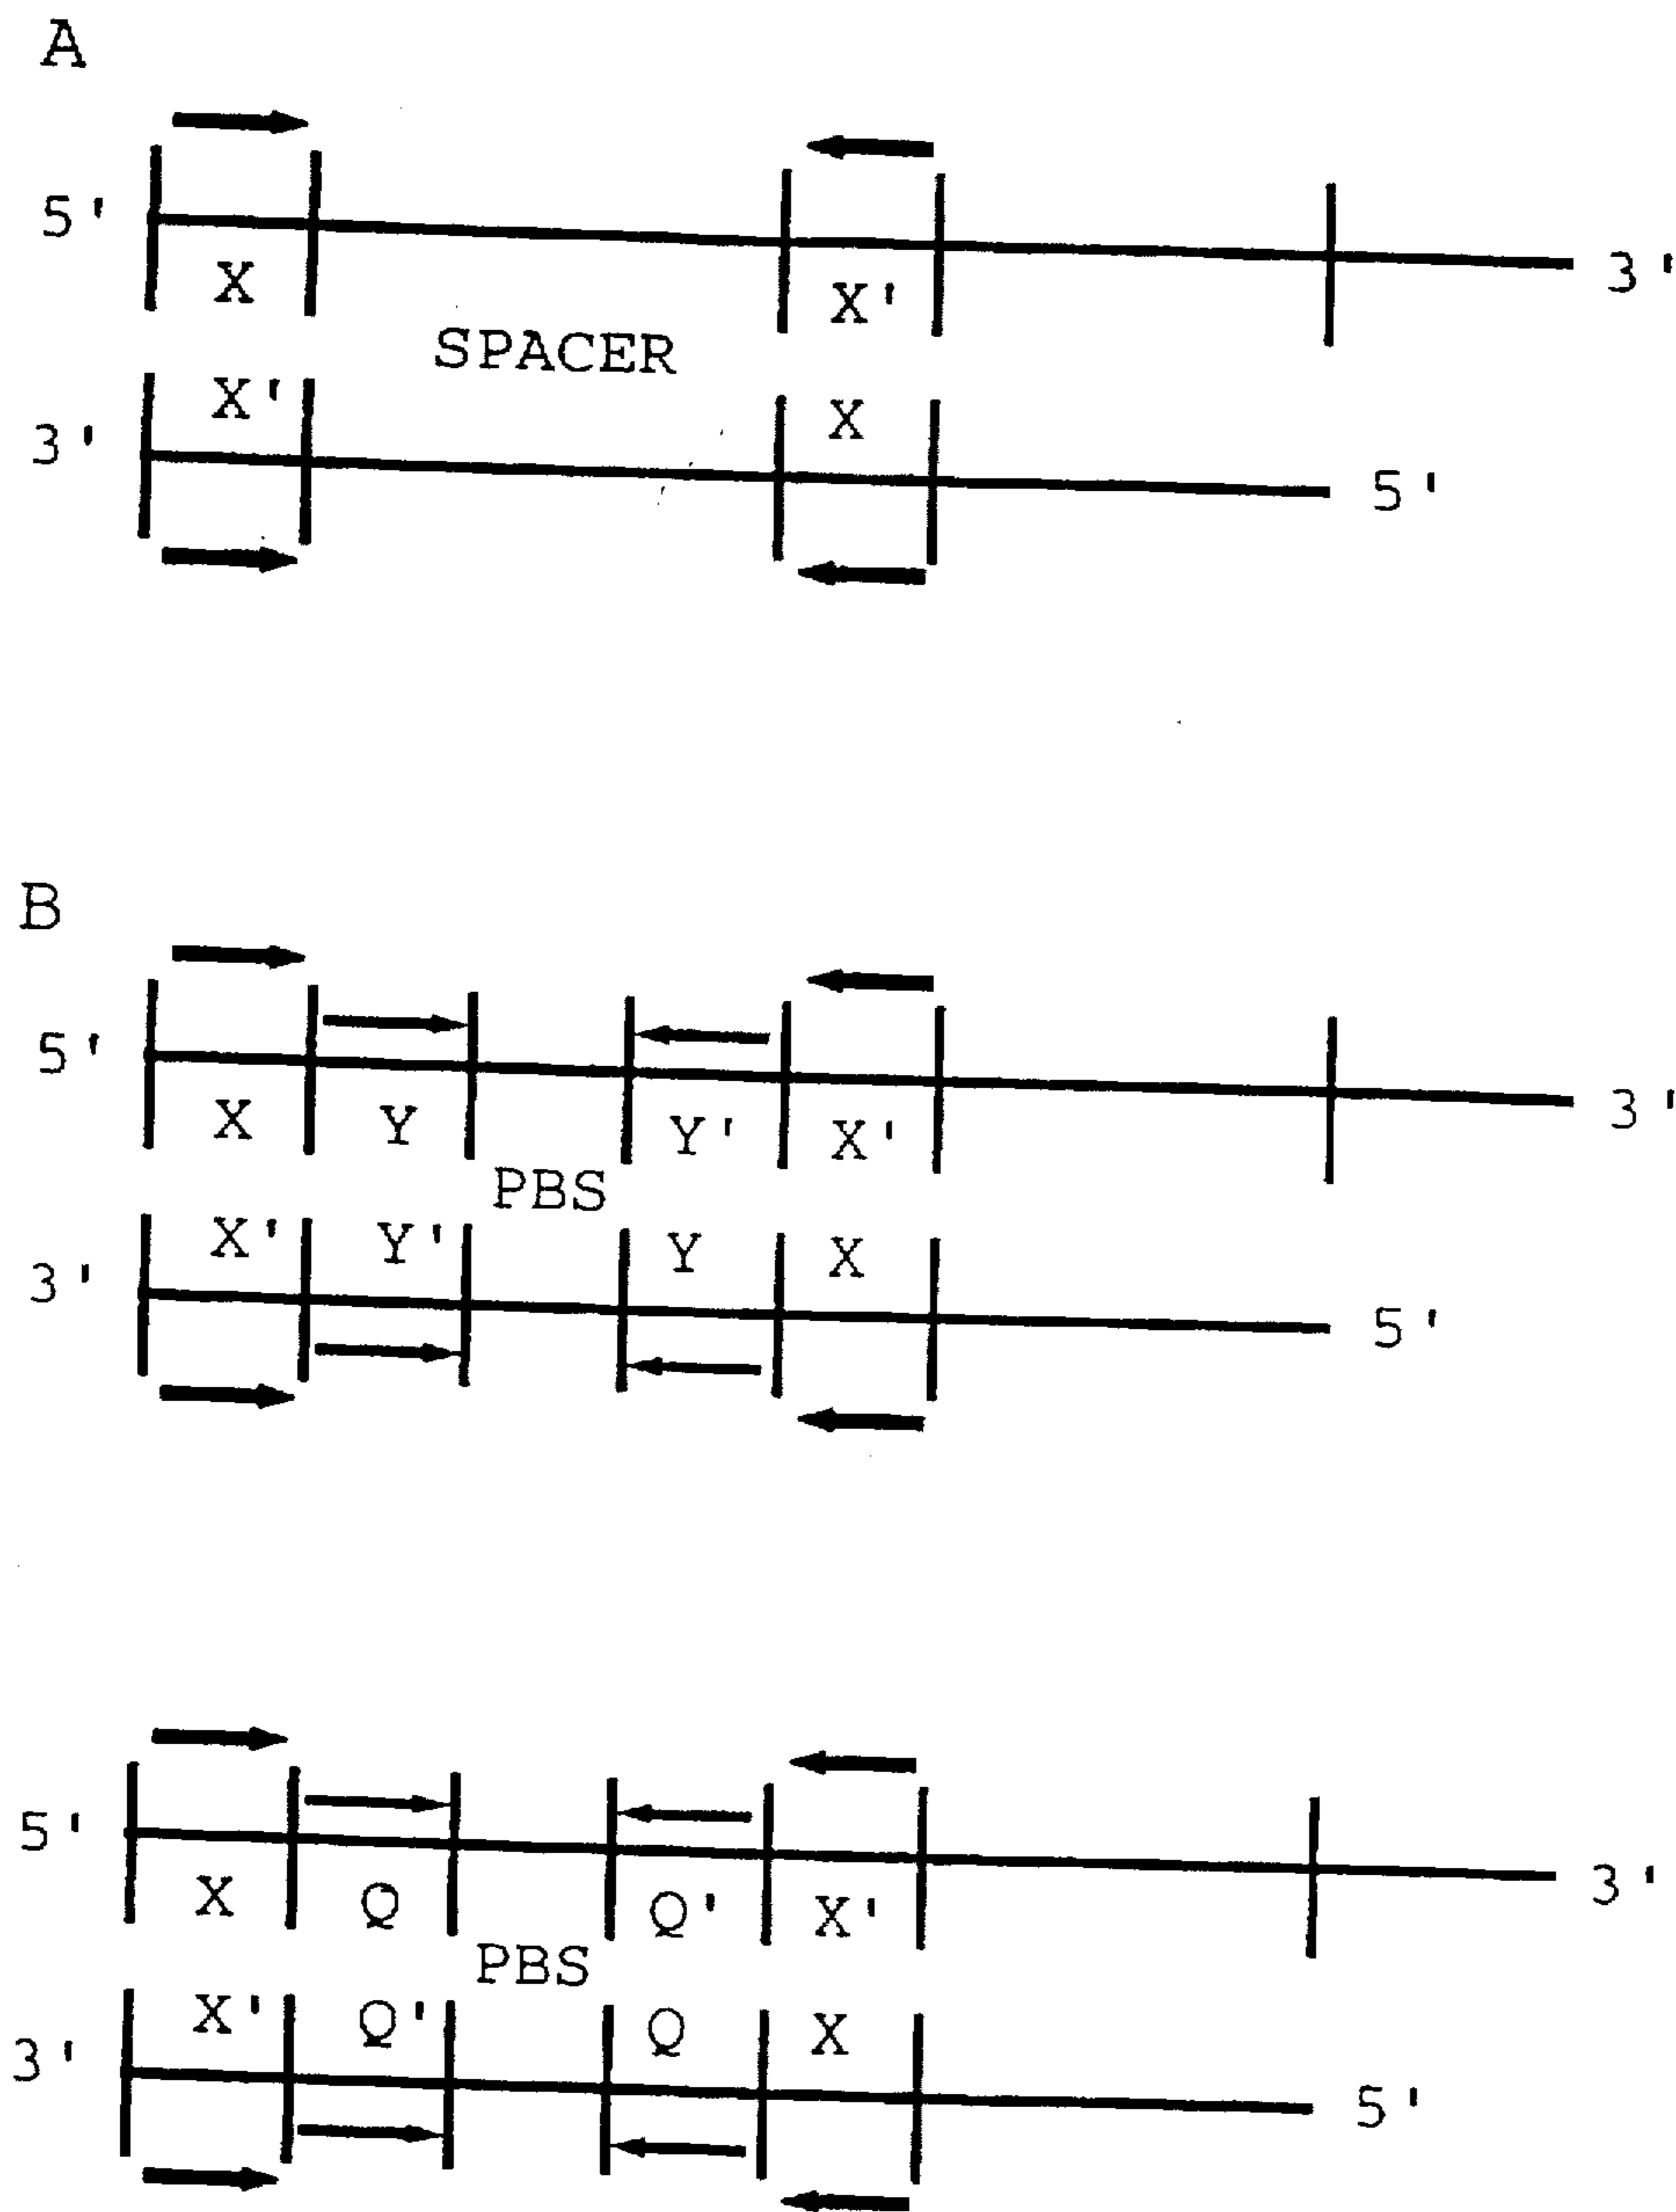 A
5' 3'
X X'
SPACER
X' X
3' 5'
B
5' 3'
X Y Y' X'
PBS
X' Y' Y X
3' 5'
5' 3'
X Q Q' X'
PBS
X' Q' Q X
3' 5'